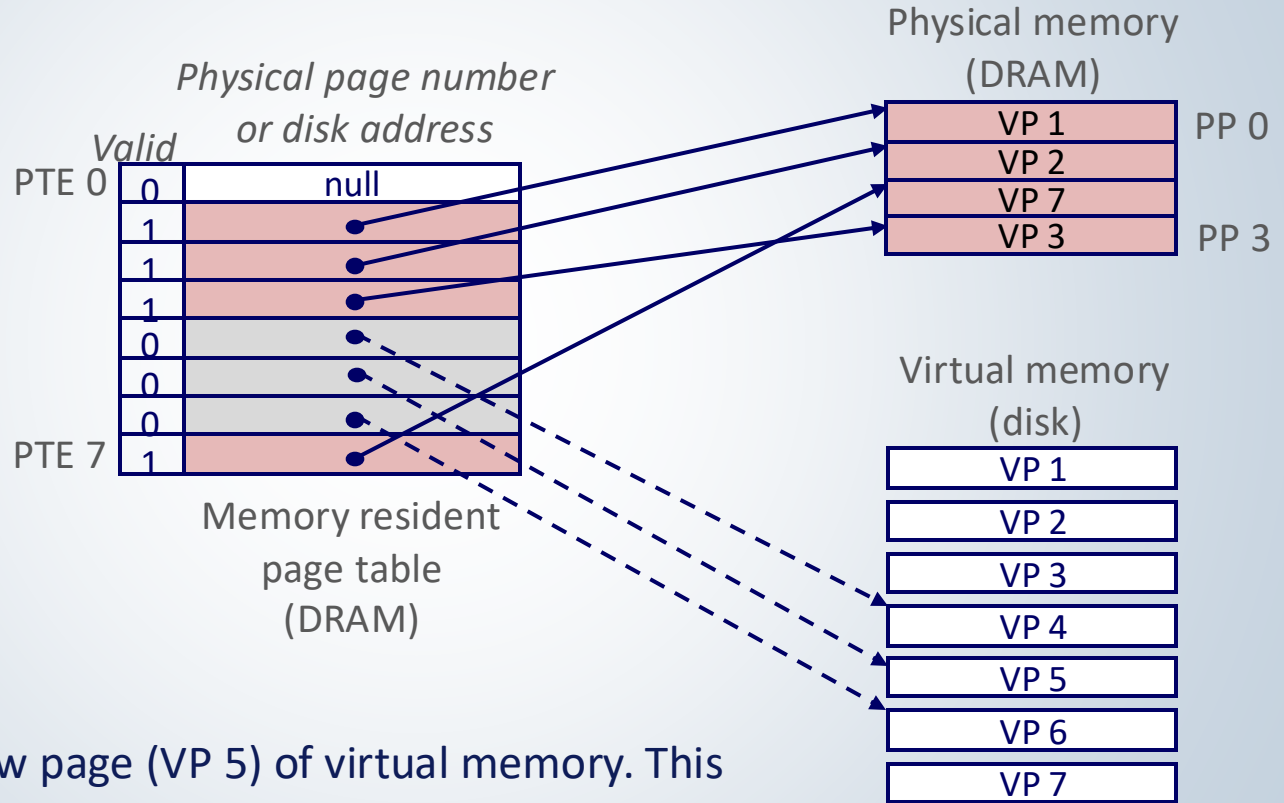 Physical memory
(DRAM)
Physical page number
or disk address
Valid
PTE 0
0
null
1
1
1
0
0
0
PTE 7
1
Memory resident
page table
(DRAM)
VP 1
PP 0
VP 2
VP 7
VP 3
PP 3
Virtual memory
(disk)
VP 1
VP 2
VP 3
VP 4
VP 5
VP 6
VP 7
page (VP 5) of virtual memory. This